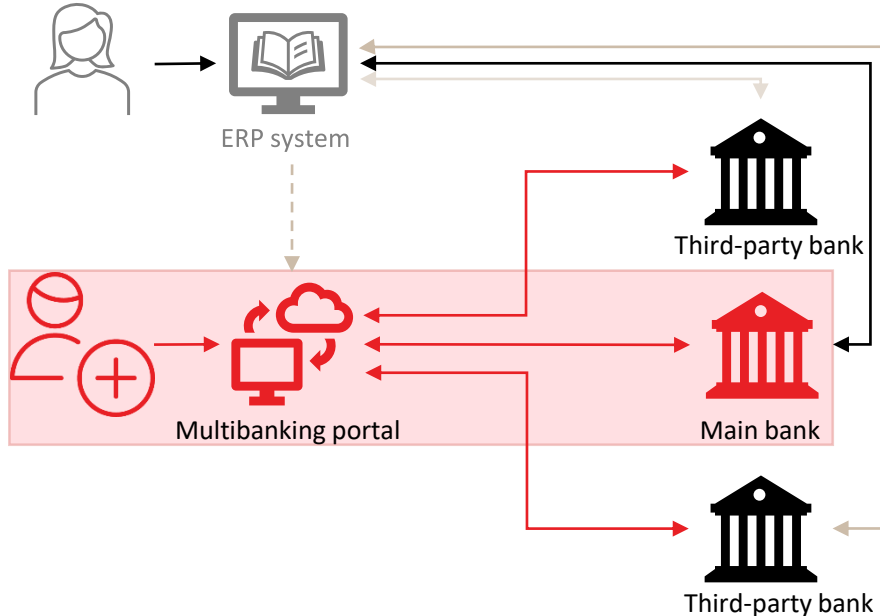 ERP system
Third-party bank
Multibanking portal
Main bank
Third-party bank